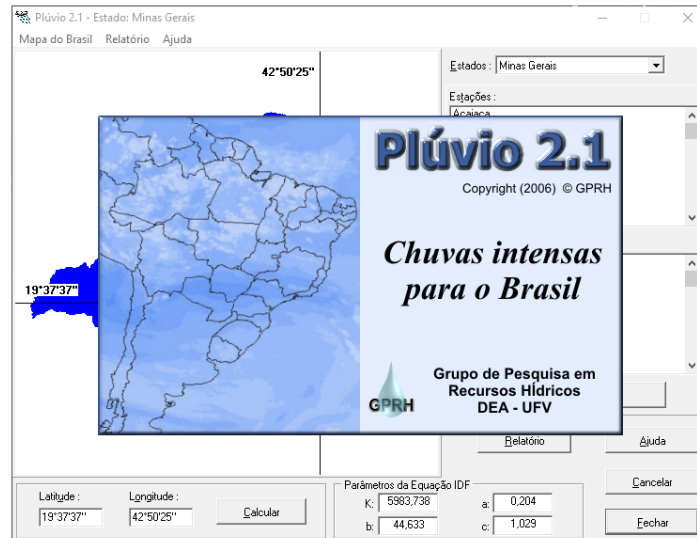 Plúvio 2.1 - Estado: Minas Gerais
Mapa do Brasil Relatório Ajuda
42°50'25"
Estados : Minas Gerais
Estações :
Acaiaca
Plúvio 2.1
Copyright (2006) © GPRH
Chuvas intensas
para o Brasil
19°37'37"
Grupo de Pesquisa em
Recursos HÍdricos
DEA - UFV
GPRH
Relatório Ajuda
Parâmetros da Equação IDF
Cancelar
Latitude : Longitude :
K: 5983,738 a: 0,204
19°37'37" 42°50'25" Calcular
b: 44,633 c: 1,029
Fechar